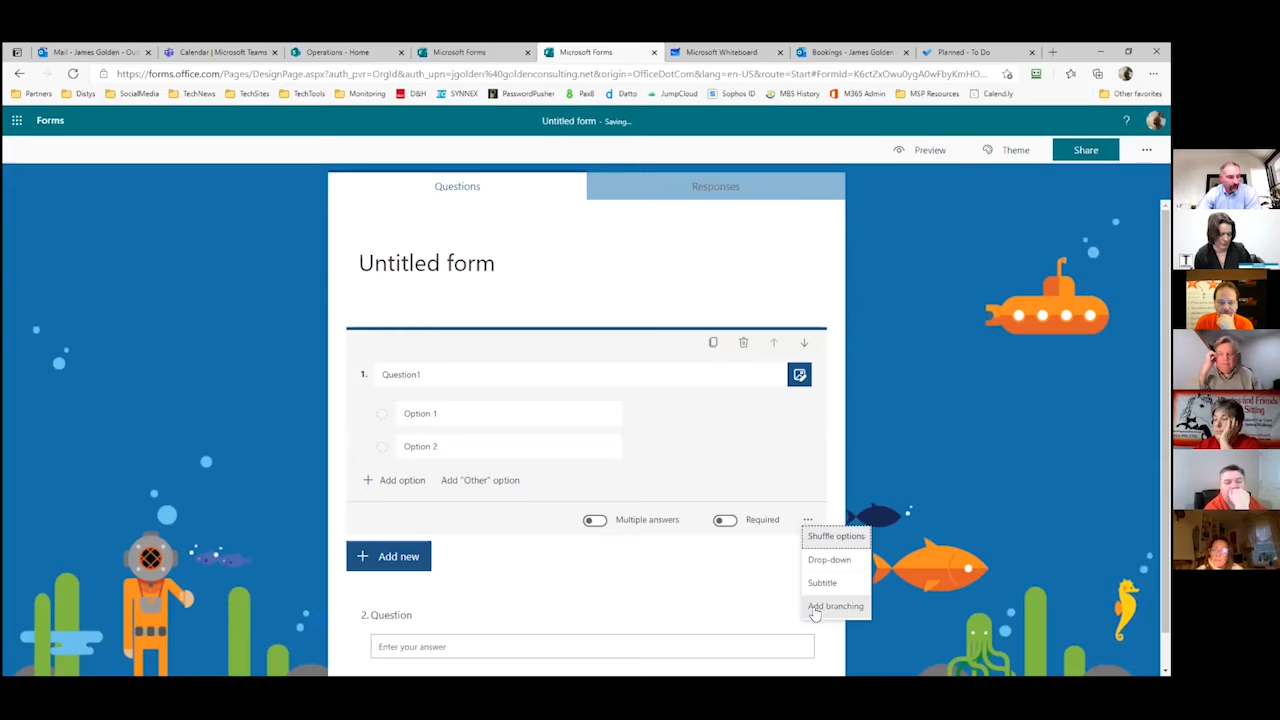 Mail - James Golden - Out
Calendar | Microsoft Teams
Operations - Home
Microsoft Forms
Microsoft Forms
Microsoft Whiteboard
Bookings - James Golden
Planned - To Do
https://forms.office.com/Pages/DesignPage.aspx?auth_pvr=OrgId&auth_upn=jgolden%40goldenconsulting.net&origin=OfficeDotCom&lang=en-US&route=Start#FormId=K6ctZxOwu0ygA0wFbyKmHO...
Partners
Distys
SocialMedia
TechNews
TechSites
TechTools
Monitoring
D&H
SYNNEX
PasswordPusher
Pax8
Datto
JumpCloud
Sophos ID
MBS History
M365 Admin
MSP Resources
Calend.ly
Other favorites
Forms
Untitled form - Saving...
?
Preview
Theme
Share
Questions
Responses
Untitled form
1. Question1
Option 1
Option 2
Add option
Add "Other" option
Multiple answers
Required
Shuffle options
Drop-down
Subtitle
Add branching
Add new
2. Question
Enter your answer
and Friends
Sitting